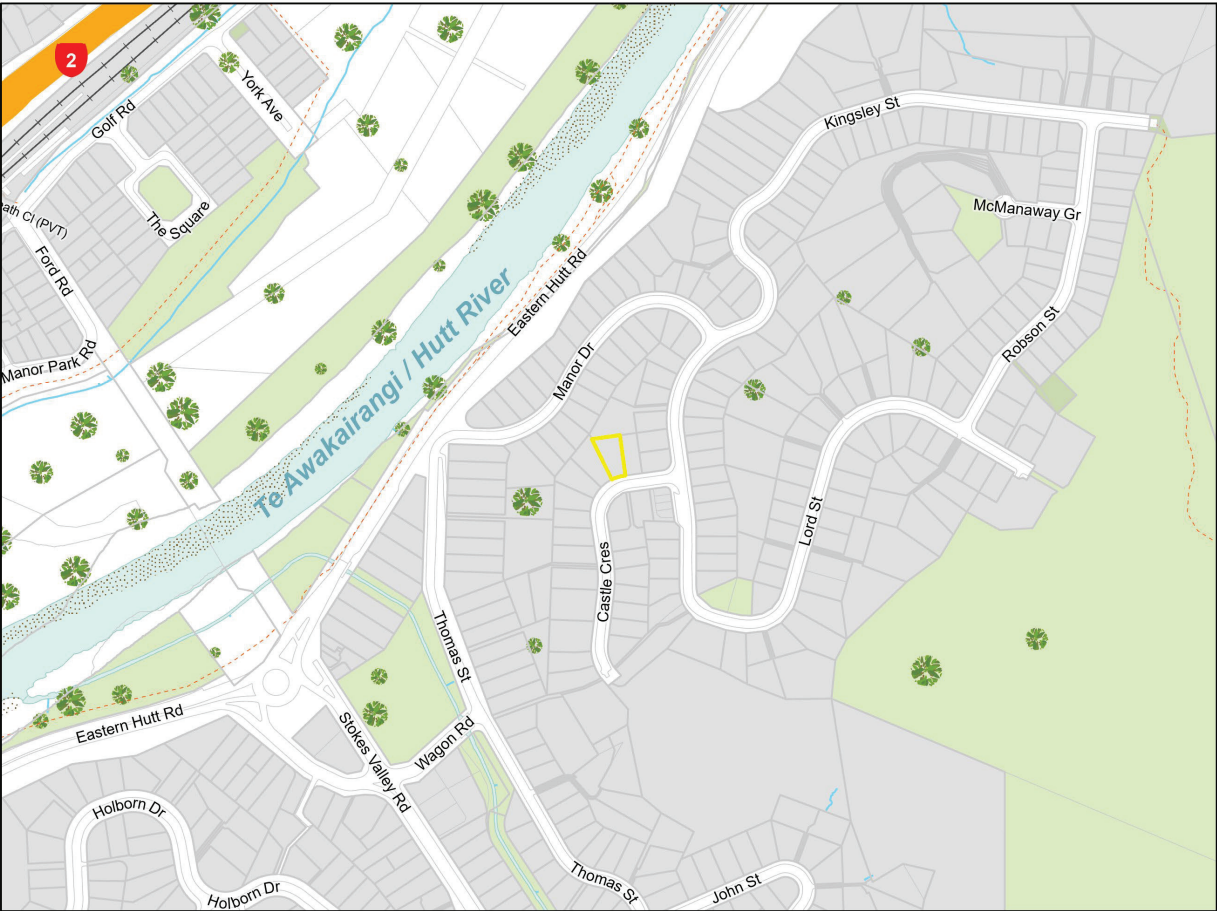 2
York Ave
Golf Rd
Kingsley St
The Square
McManaway Gr
ath Cl (PVT)
Ford Rd
Eastern Hutt Rd
Te Awakairangi / Hutt River
Robson St
Manor Park Rd
Manor Dr
Lord St
Castle Cres
Thomas St
Eastern Hutt Rd
Stokes Valley Rd
Wagon Rd
Holborn Dr
Thomas St
John St
Holborn Dr